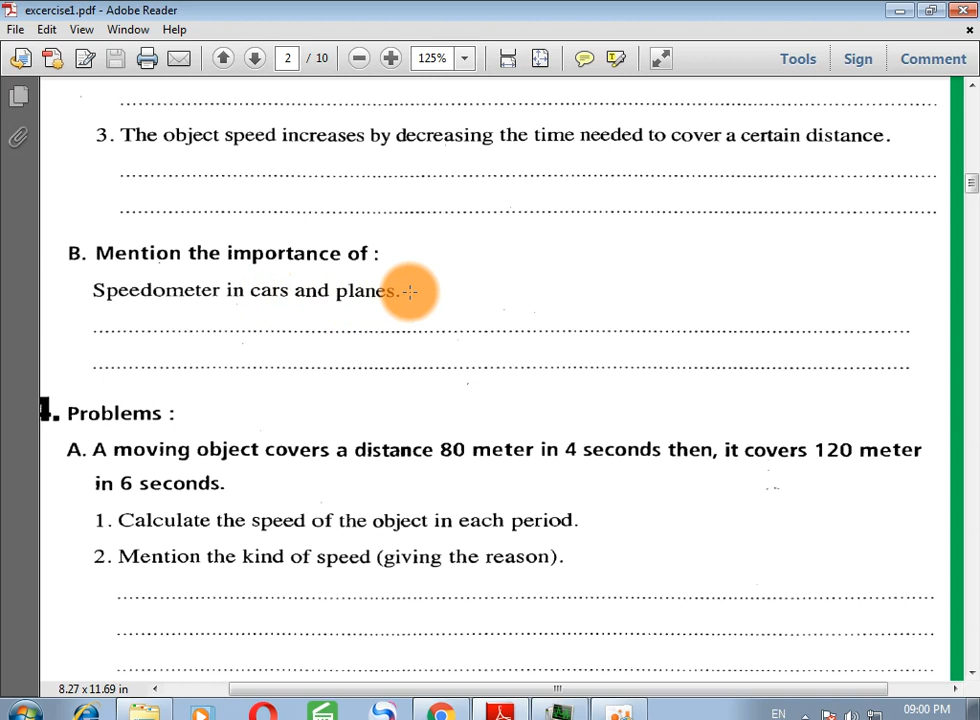 excercise1.pdf - Adobe Reader
File Edit View Window Help
2 / 10 125% Tools Sign Comment
3. The object speed increases by decreasing the time needed to cover a certain distance.
B. Mention the importance of :
Speedometer in cars and planes.
4. Problems :
A. A moving object covers a distance 80 meter in 4 seconds then, it covers 120 meter
in 6 seconds.
1. Calculate the speed of the object in each period.
2. Mention the kind of speed (giving the reason).
8.27 x 11.69 in
EN 09:00 PM